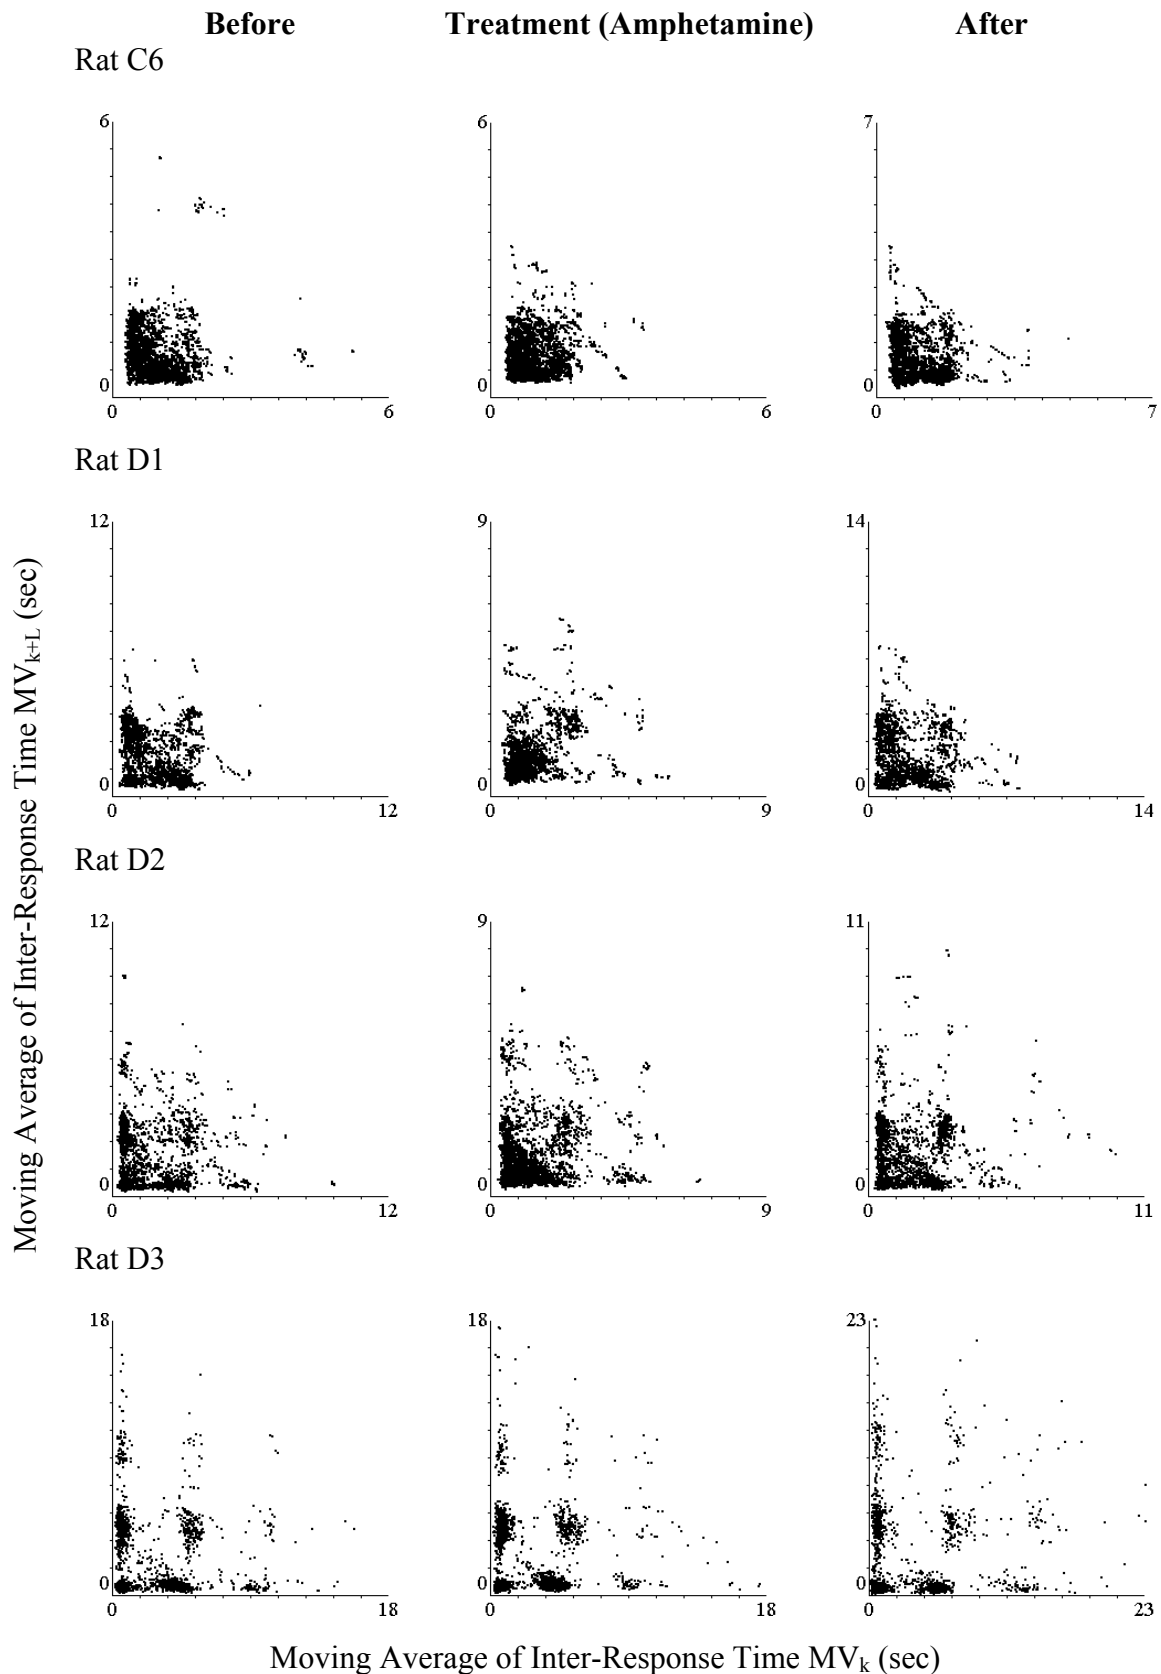 Before Treatment (Amphetamine) After
Rat C6
6 6 7
0 0 0
0 6 0 6 0 7
Rat D1
12 9 14
0 0 0
0 12 0 9 0 14
Rat D2
12 9 11
0 0 0
0 12 0 9 0 11
Rat D3
18 18 23
0 0 0
0 18 0 18 0 23
Moving Average of Inter-Response Time MVk+L (sec)
Moving Average of Inter-Response Time MVk (sec)